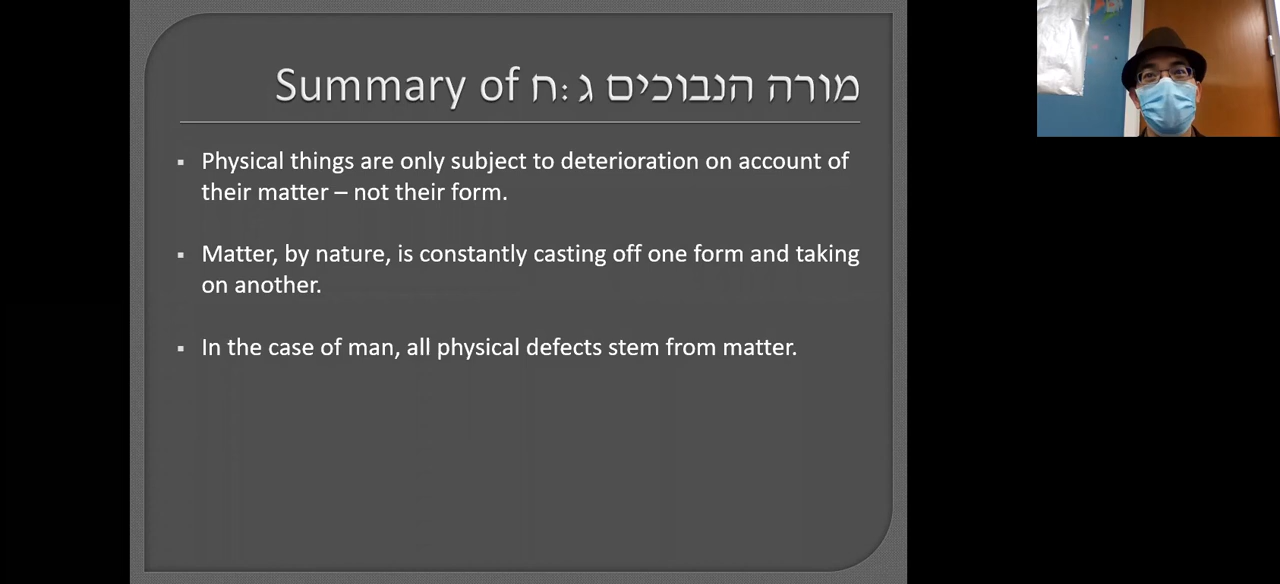 Summary of מורה הנבוכים ג :ח
▪ Physical things are only subject to deterioration on account of
their matter – not their form.
▪ Matter, by nature, is constantly casting off one form and taking
on another.
▪ In the case of man, all physical defects stem from matter.